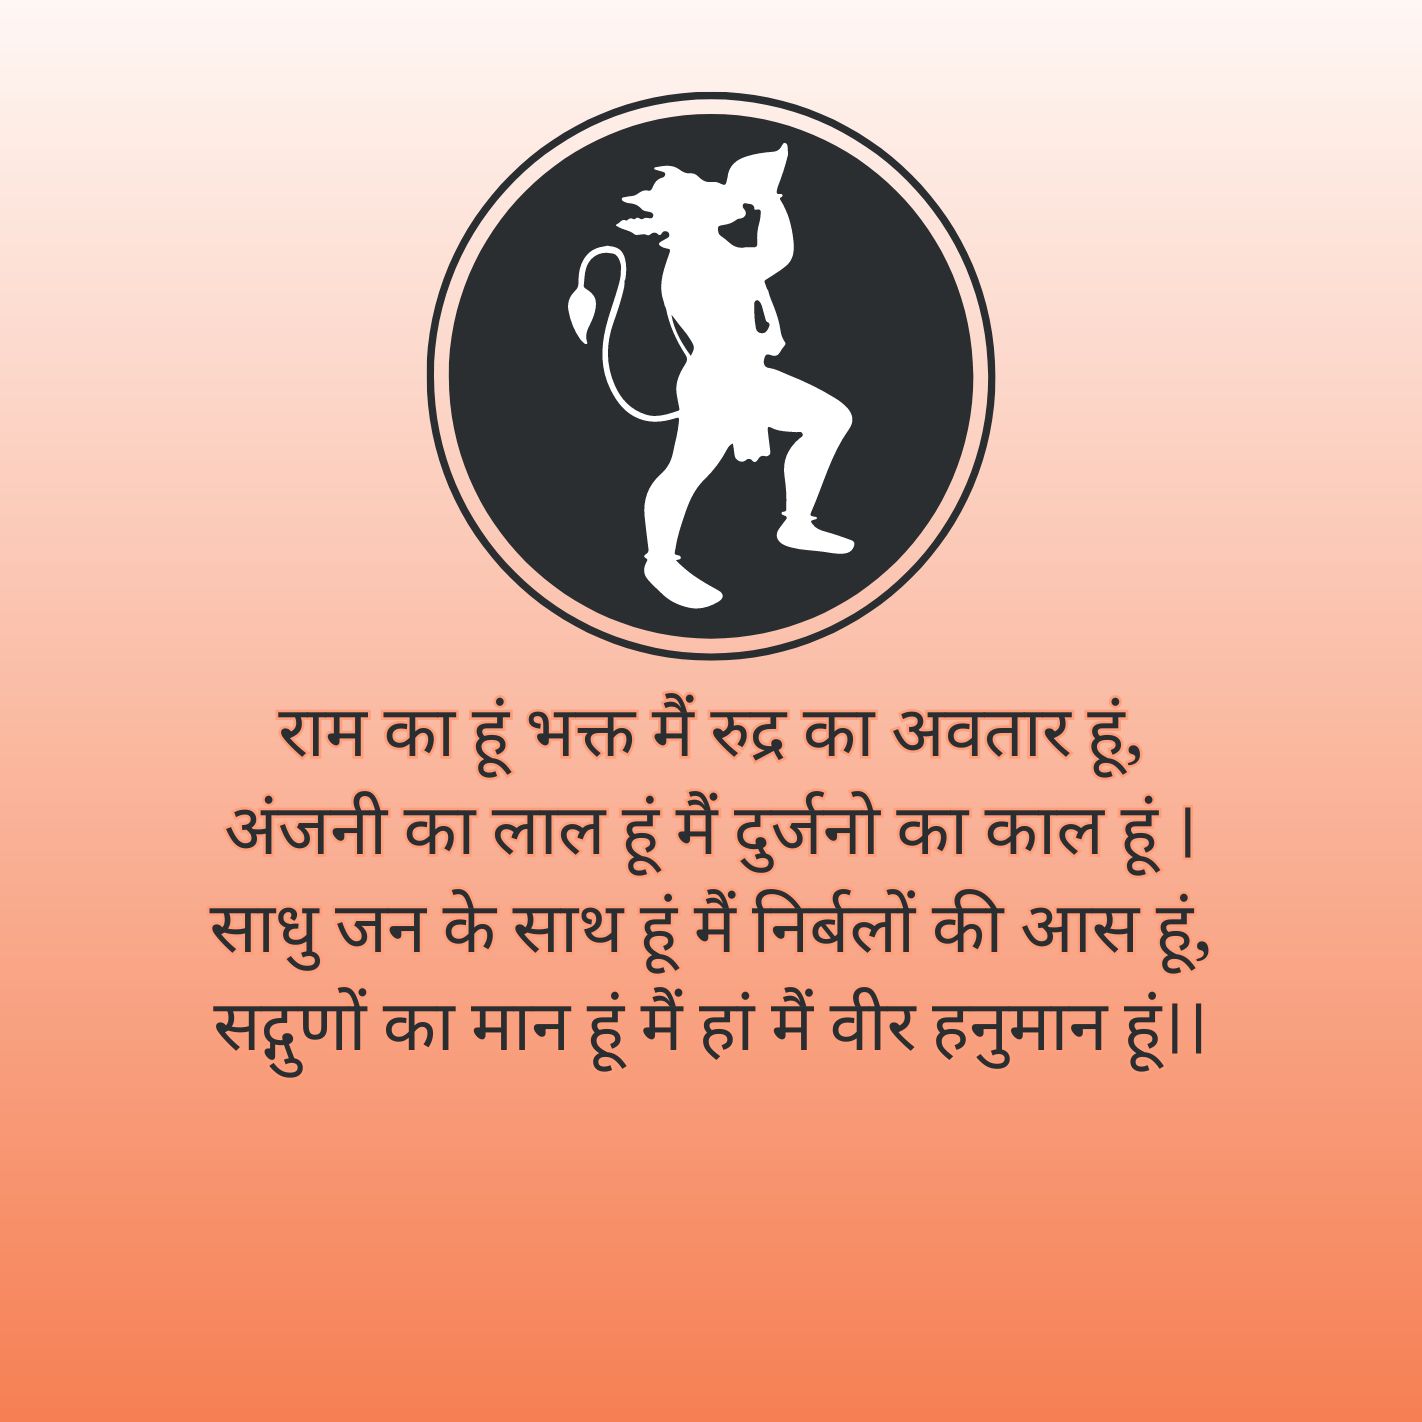 राम का हूं भक्त मैं रुद्र का अवतार हूं,
अंजनी का लाल हूं मैं दुर्जनो का काल हूं ।
साधु जन के साथ हूं मैं निर्बलों की आस हूं,
सद्गुणों का मान हूं मैं हां मैं वीर हनुमान हूं।।